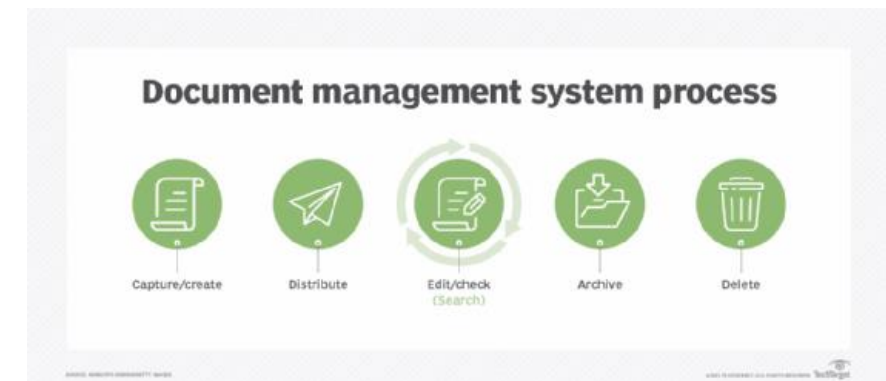 Document management system process
Capture/create
Distribute
Edit/check
(Search)
Archive
Delete
TechTarget